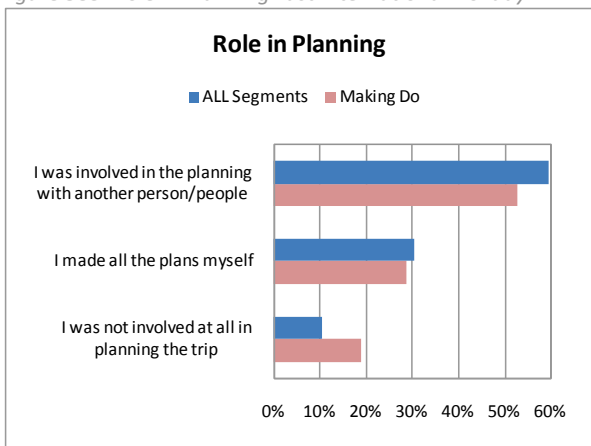 Role in Planning
ALL Segments Making Do
I was involved in the planning
with another person/people
I made all the plans myself
I was not involved at all in
planning the trip
0% 10% 20% 30% 40% 50% 60%